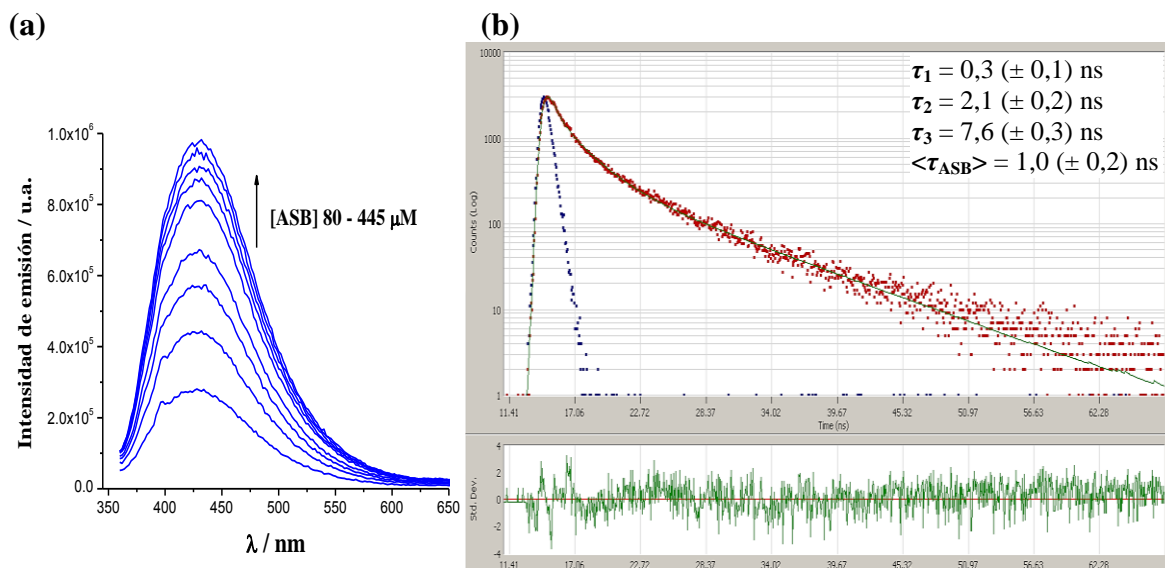 (a)
(b)
Intensidad de emisión / u.a.
1.0x10⁶
8.0x10⁵
6.0x10⁵
4.0x10⁵
2.0x10⁵
0.0
[ASB] 80 - 445 µM
350 400 450 500 550 600 650
λ / nm
τ₁ = 0,3 (± 0,1) ns
τ₂ = 2,1 (± 0,2) ns
τ₃ = 7,6 (± 0,3) ns
<τ_ASB> = 1,0 (± 0,2) ns
Counts (Log)
10000
1000
100
10
1
11.41 17.06 22.72 28.37 34.02 39.67 45.32 50.97 56.63 62.28
Time (ns)
Std. Dev.
4
2
0
-2
-4
11.41 17.06 22.72 28.37 34.02 39.67 45.32 50.97 56.63 62.28